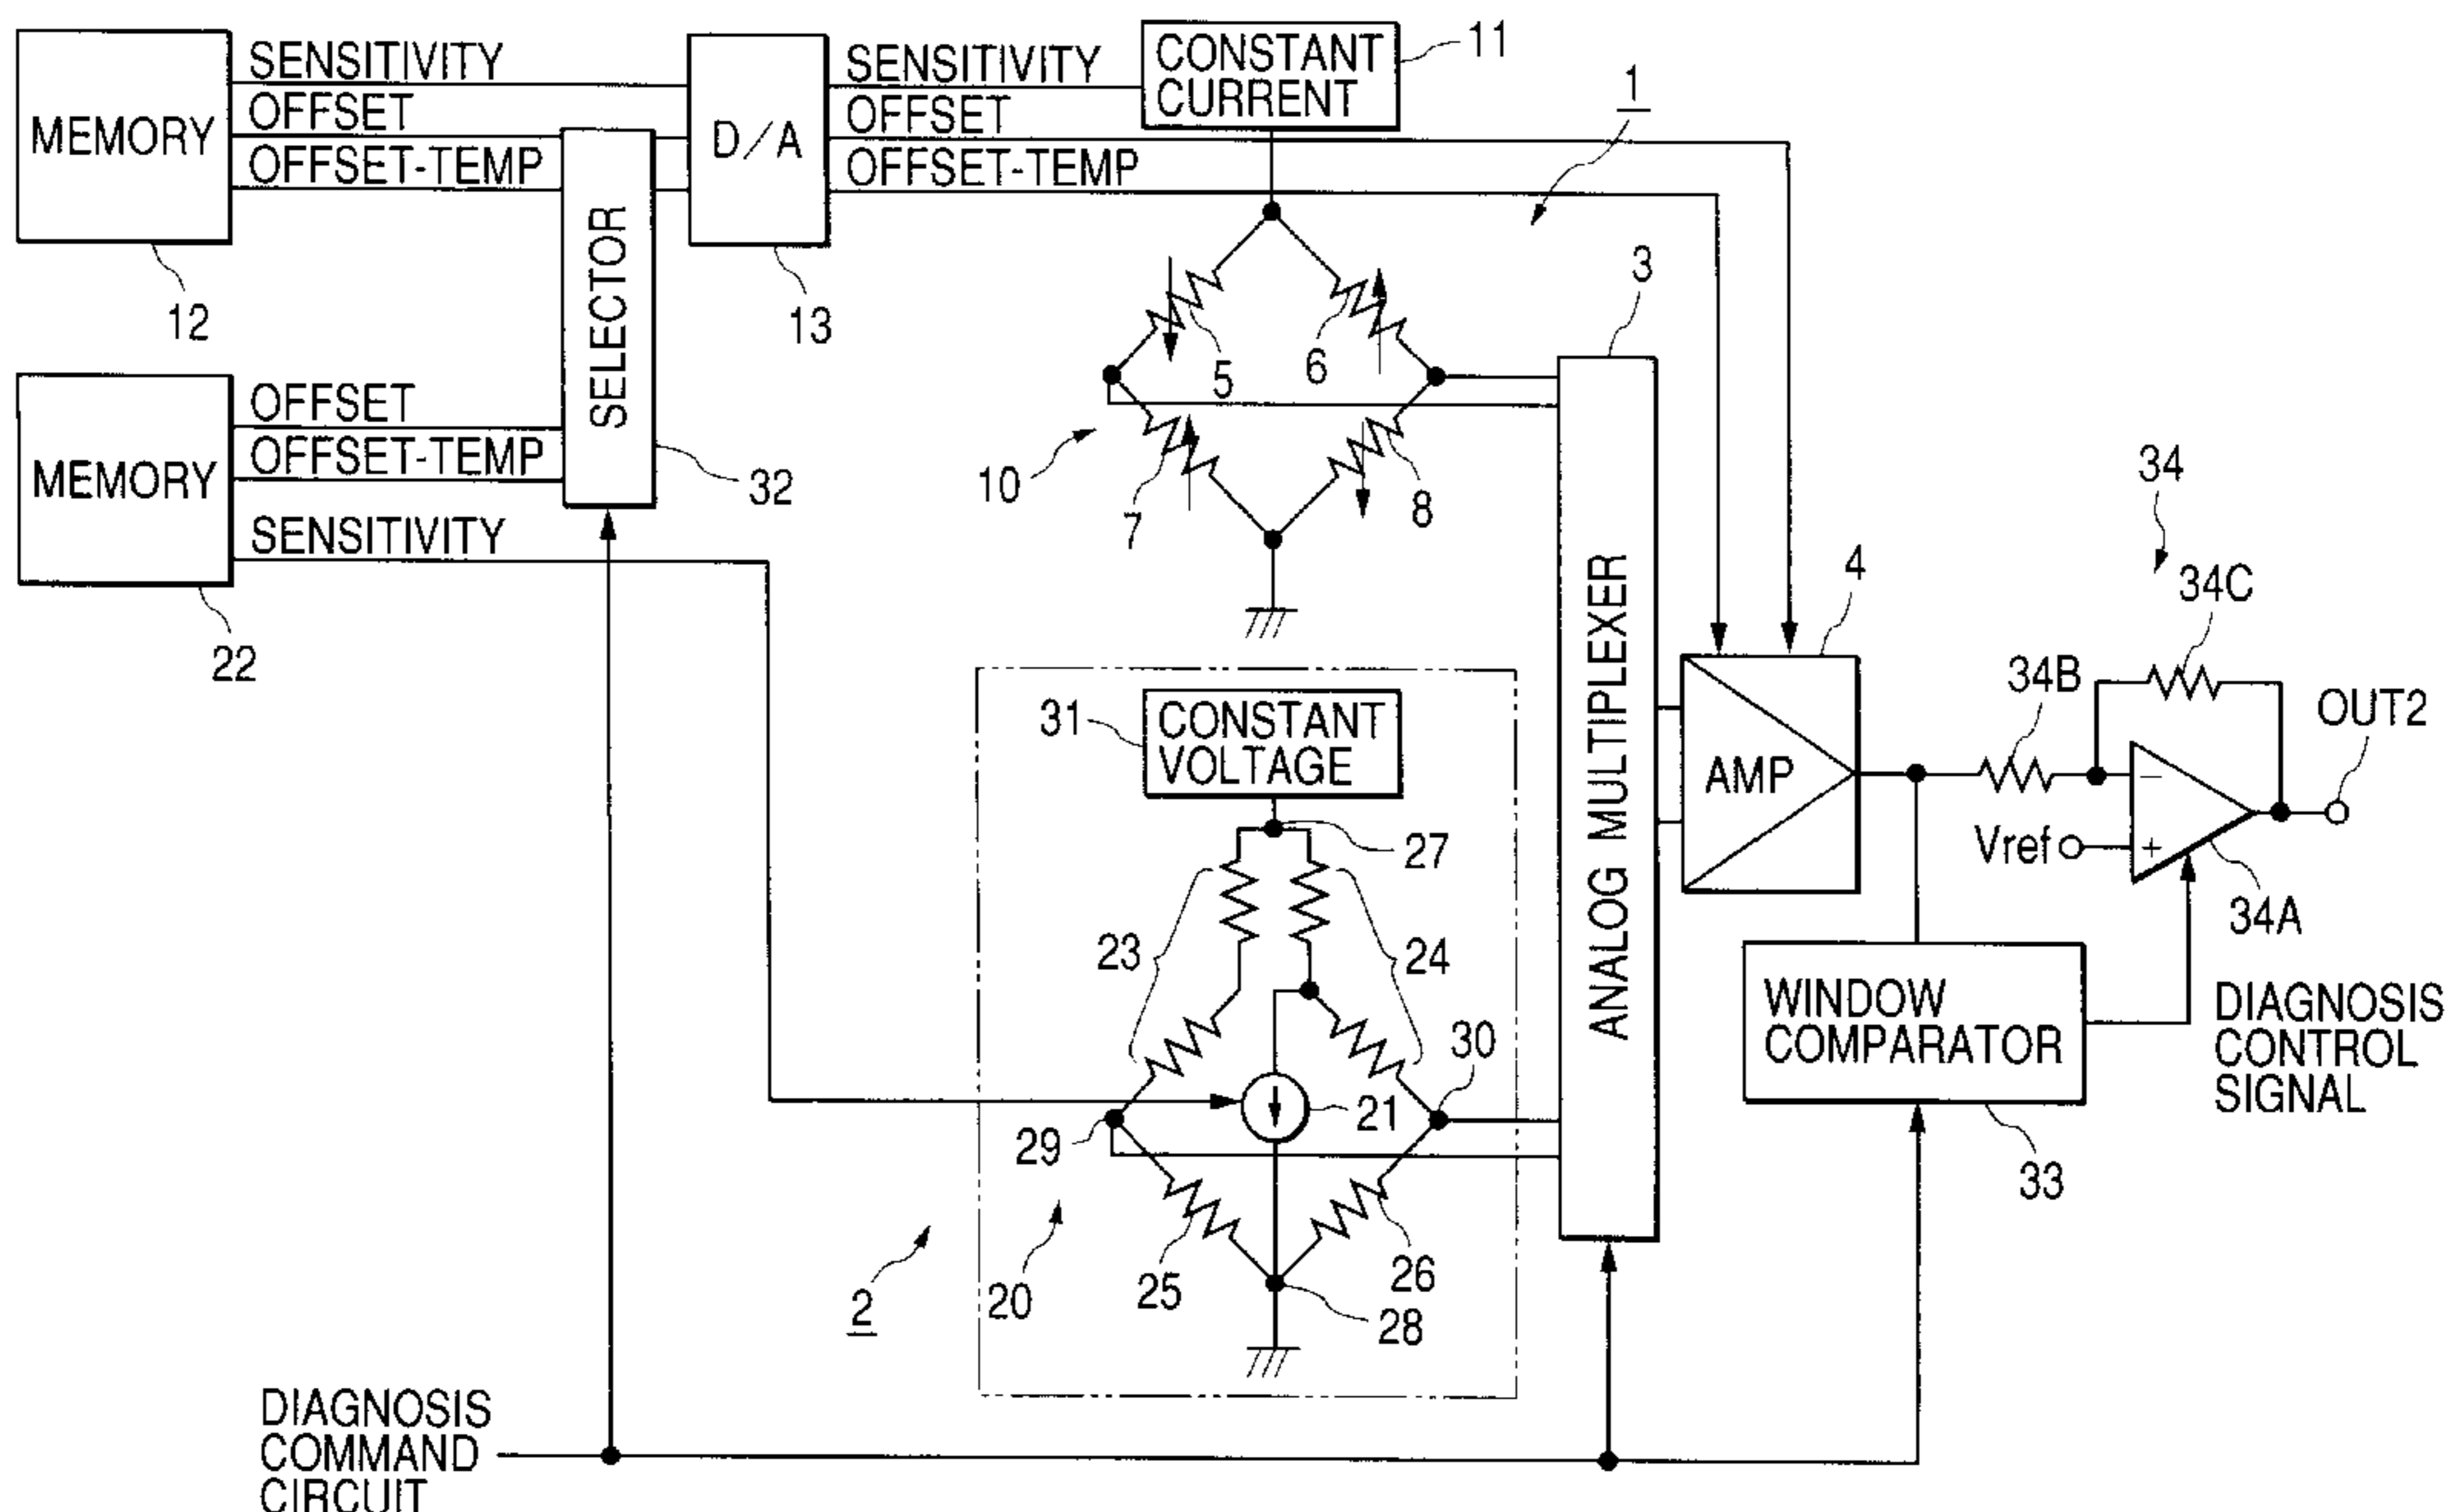 SENSITIVITY
OFFSET
OFFSET-TEMP
MEMORY
12
D/A
13
SENSITIVITY
OFFSET
OFFSET-TEMP
CONSTANT
CURRENT
11
1
SELECTOR
32
MEMORY
OFFSET
OFFSET-TEMP
SENSITIVITY
22
5
6
7
8
10
3
ANALOG MULTIPLEXER
4
AMP
34
34C
34B
OUT2
Vref
−
+
34A
31
CONSTANT
VOLTAGE
27
23
24
30
21
29
25
26
20
28
2
WINDOW
COMPARATOR
33
DIAGNOSIS
CONTROL
SIGNAL
DIAGNOSIS
COMMAND
CIRCUIT